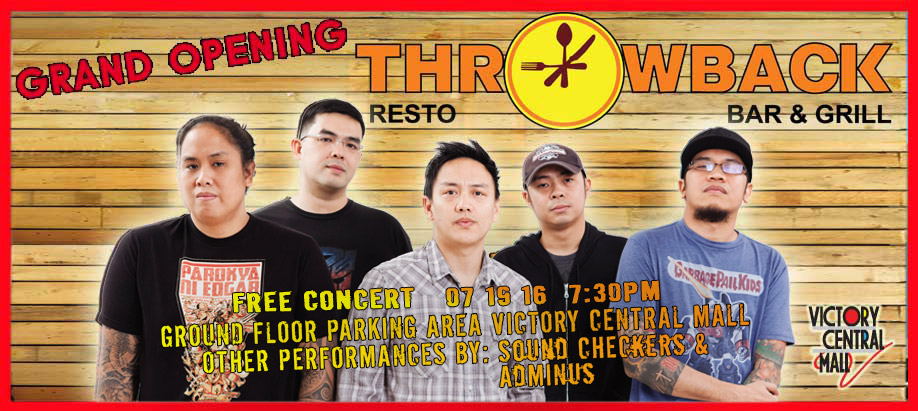 GRAND OPENING
THROWBACK
RESTO
BAR & GRILL
PAROKYA
NI EDGAR
GARBAGE PAIL KIDS
FREE CONCERT 07 15 16 7:30PM
GROUND FLOOR PARKING AREA VICTORY CENTRAL MALL
OTHER PERFORMANCES BY: SOUND CHECKERS &
ADMINUS
VICTORY
CENTRAL
MALL